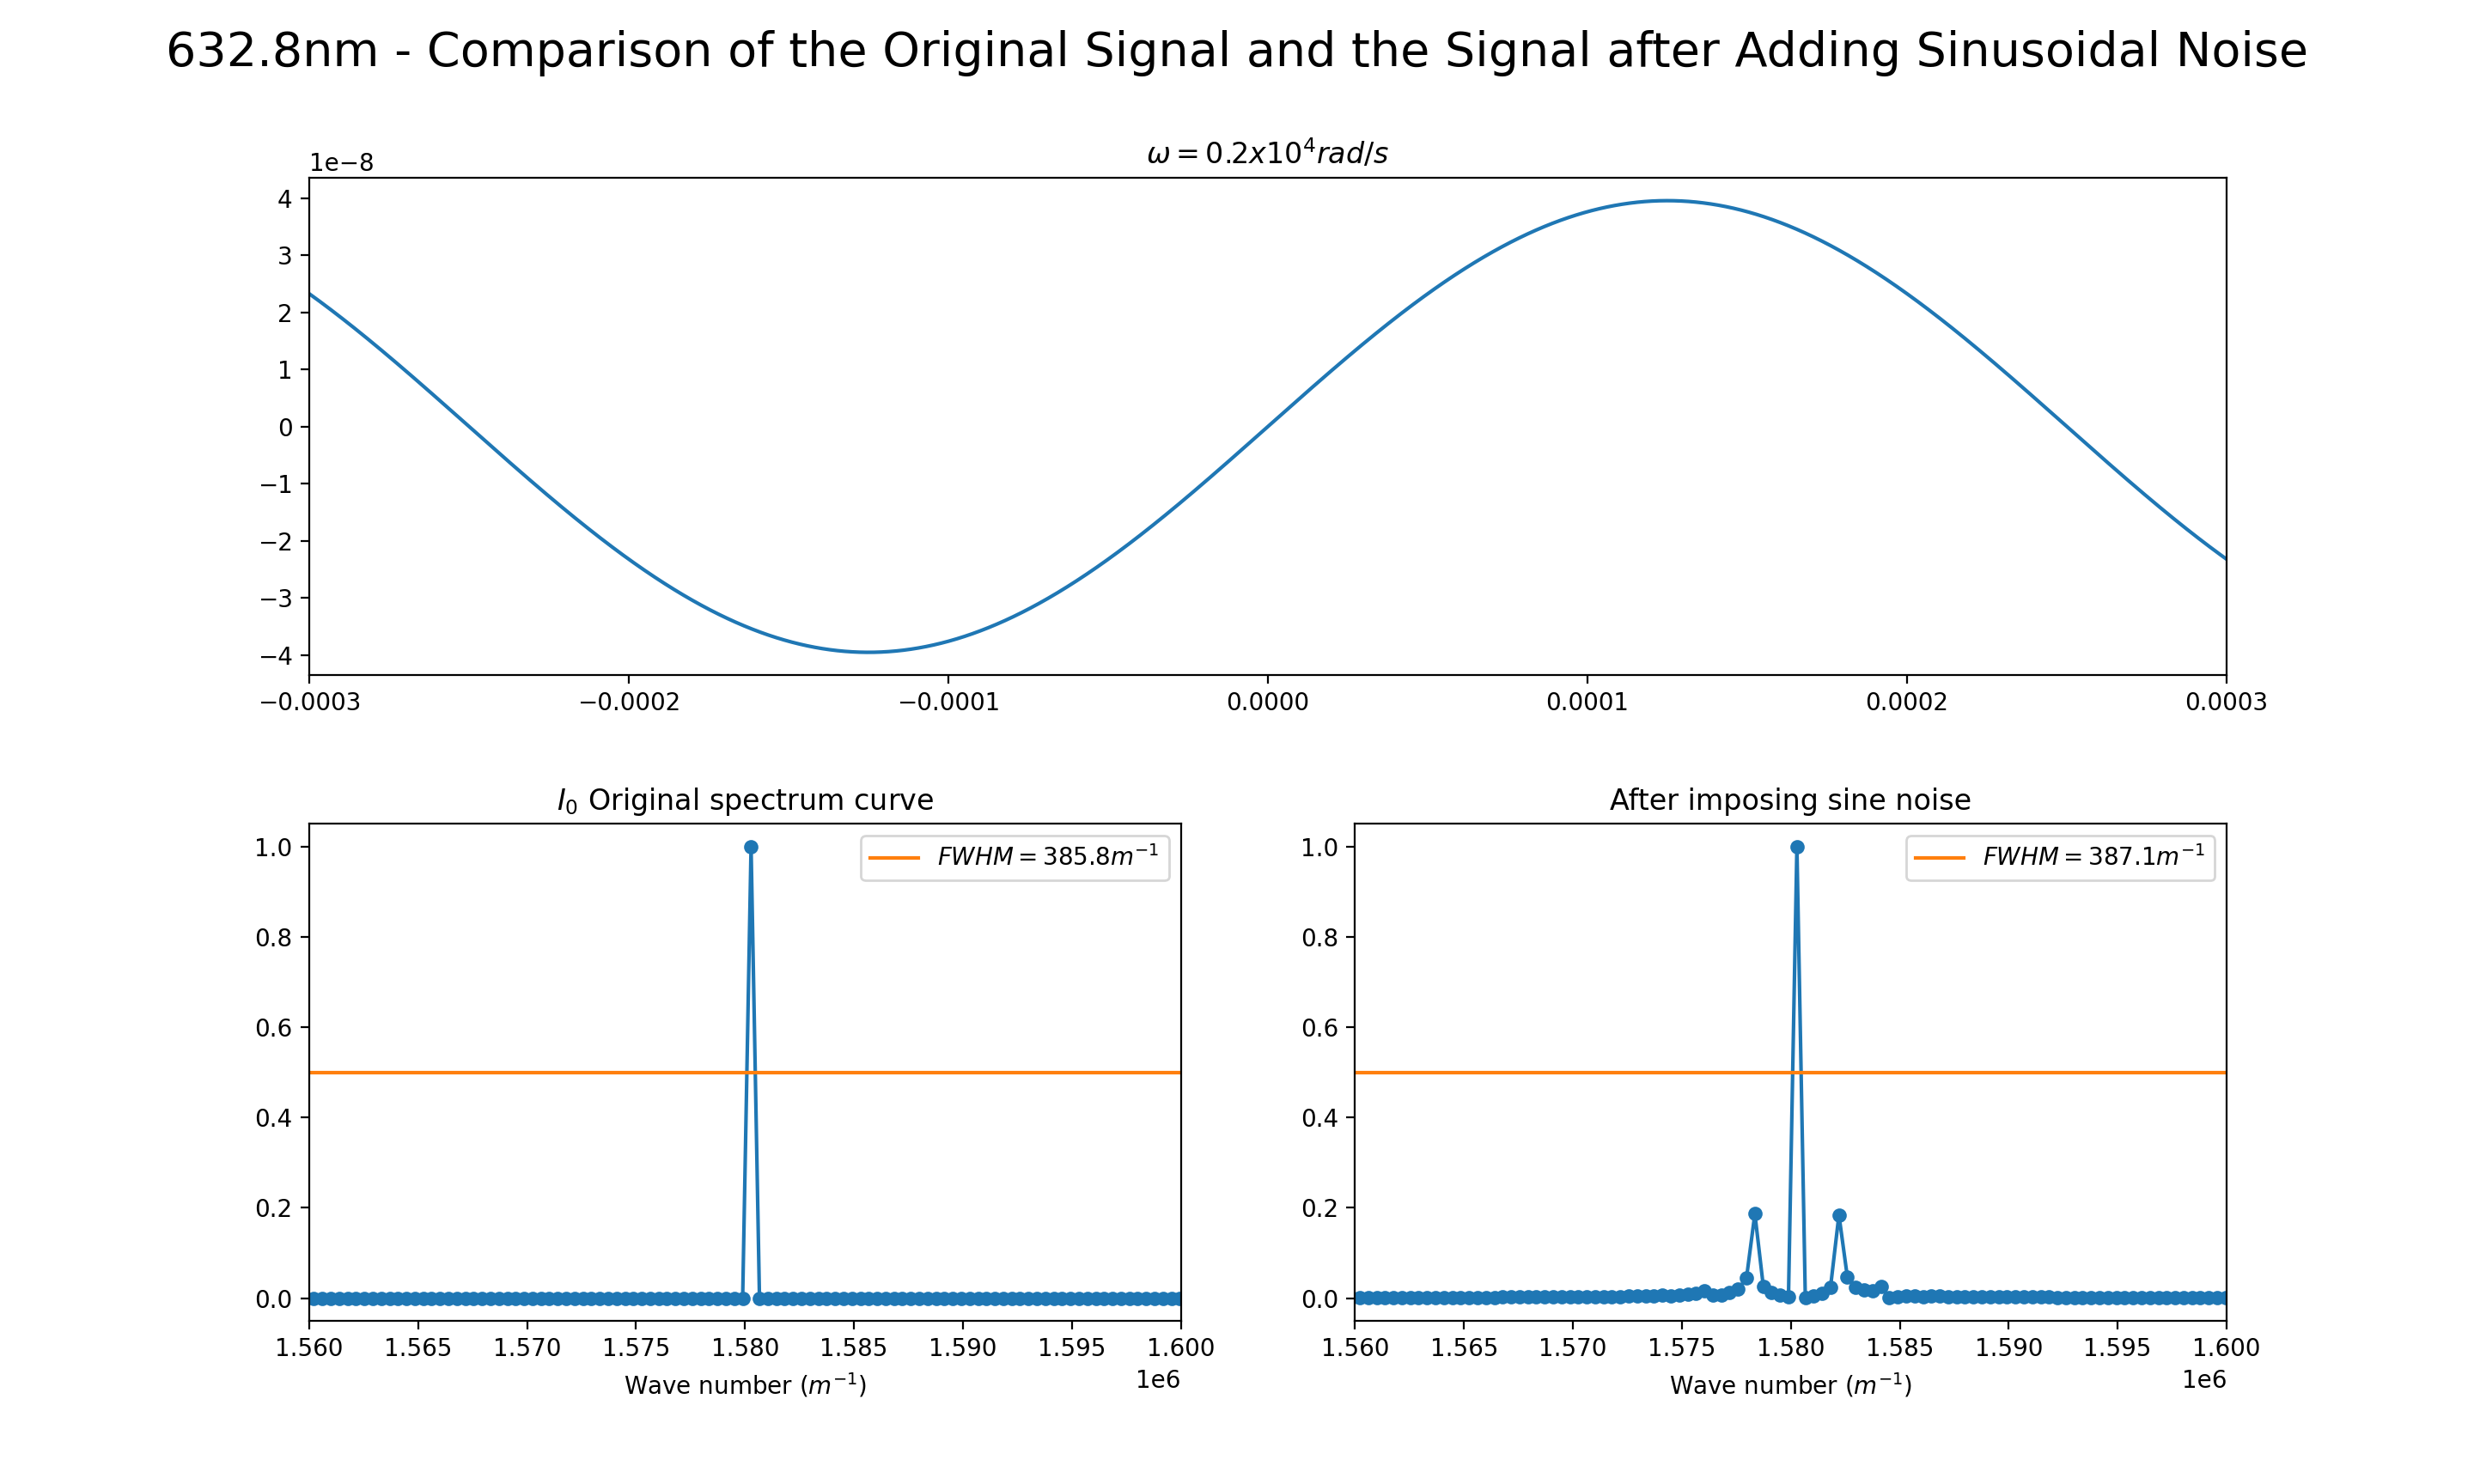 632.8nm - Comparison of the Original Signal and the Signal after Adding Sinusoidal Noise
ω = 0.2x10⁴rad/s
1e−8
4
3
2
1
0
−1
−2
−3
−4
−0.0003 −0.0002 −0.0001 0.0000 0.0001 0.0002 0.0003
I₀ Original spectrum curve
FWHM = 385.8m⁻¹
1.0
0.8
0.6
0.4
0.2
0.0
1.560 1.565 1.570 1.575 1.580 1.585 1.590 1.595 1.600
1e6
Wave number (m⁻¹)
After imposing sine noise
FWHM = 387.1m⁻¹
1.0
0.8
0.6
0.4
0.2
0.0
1.560 1.565 1.570 1.575 1.580 1.585 1.590 1.595 1.600
1e6
Wave number (m⁻¹)